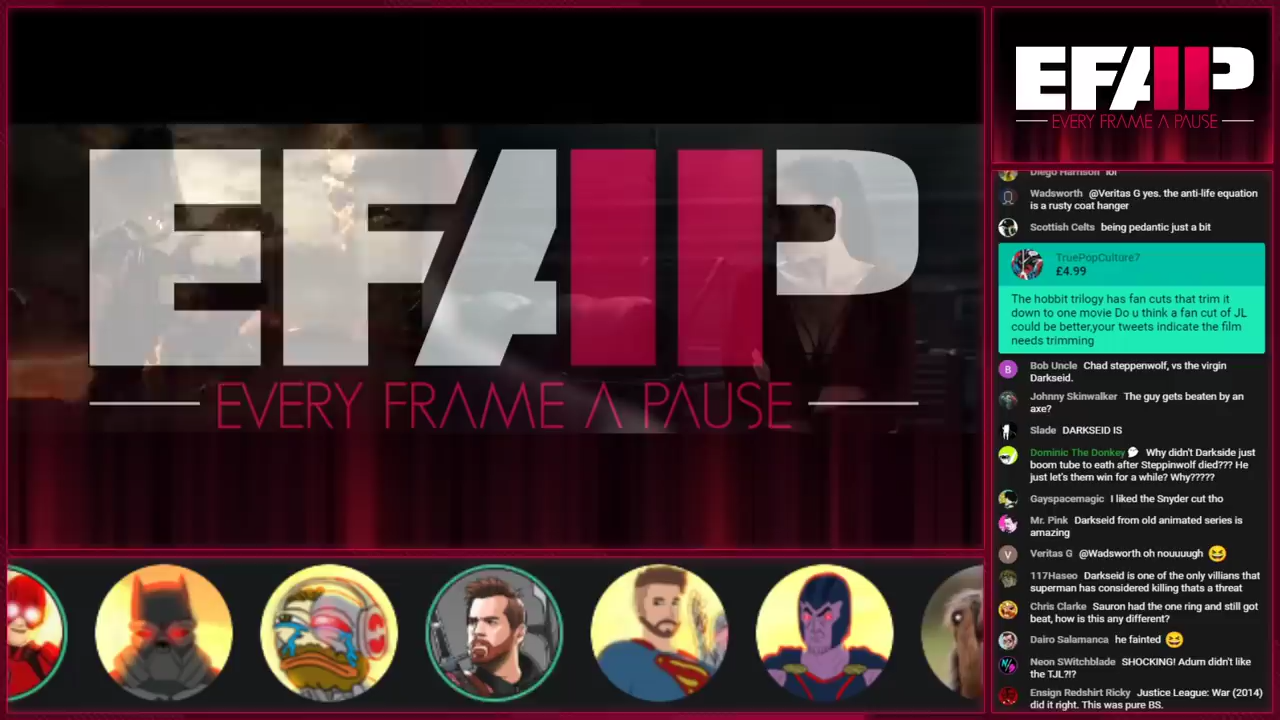 EFAP
EVERY FRAME A PAUSE
EFAP
EVERY FRAME A PAUSE
Diego Harrison lol
Wadsworth @Veritas G yes. the anti-life equation
is a rusty coat hanger
Scottish Celts being pedantic just a bit
TruePopCulture7
£4.99
The hobbit trilogy has fan cuts that trim it
down to one movie Do u think a fan cut of JL
could be better,your tweets indicate the film
needs trimming
B Bob Uncle Chad steppenwolf, vs the virgin
Darkseid.
Johnny Skinwalker The guy gets beaten by an
axe?
Slade DARKSEID IS
Dominic The Donkey Why didn't Darkside just
boom tube to eath after Steppinwolf died??? He
just let's them win for a while? Why?????
Gayspacemagic I liked the Snyder cut tho
Mr. Pink Darkseid from old animated series is
amazing
V Veritas G @Wadsworth oh nouuuugh 😆
117Haseo Darkseid is one of the only villians that
superman has considered killing thats a threat
Chris Clarke Sauron had the one ring and still got
beat, how is this any different?
Dairo Salamanca he fainted 😆
Neon SWitchblade SHOCKING! Adum didn't like
the TJL?!?
Ensign Redshirt Ricky Justice League: War (2014)
did it right. This was pure BS.